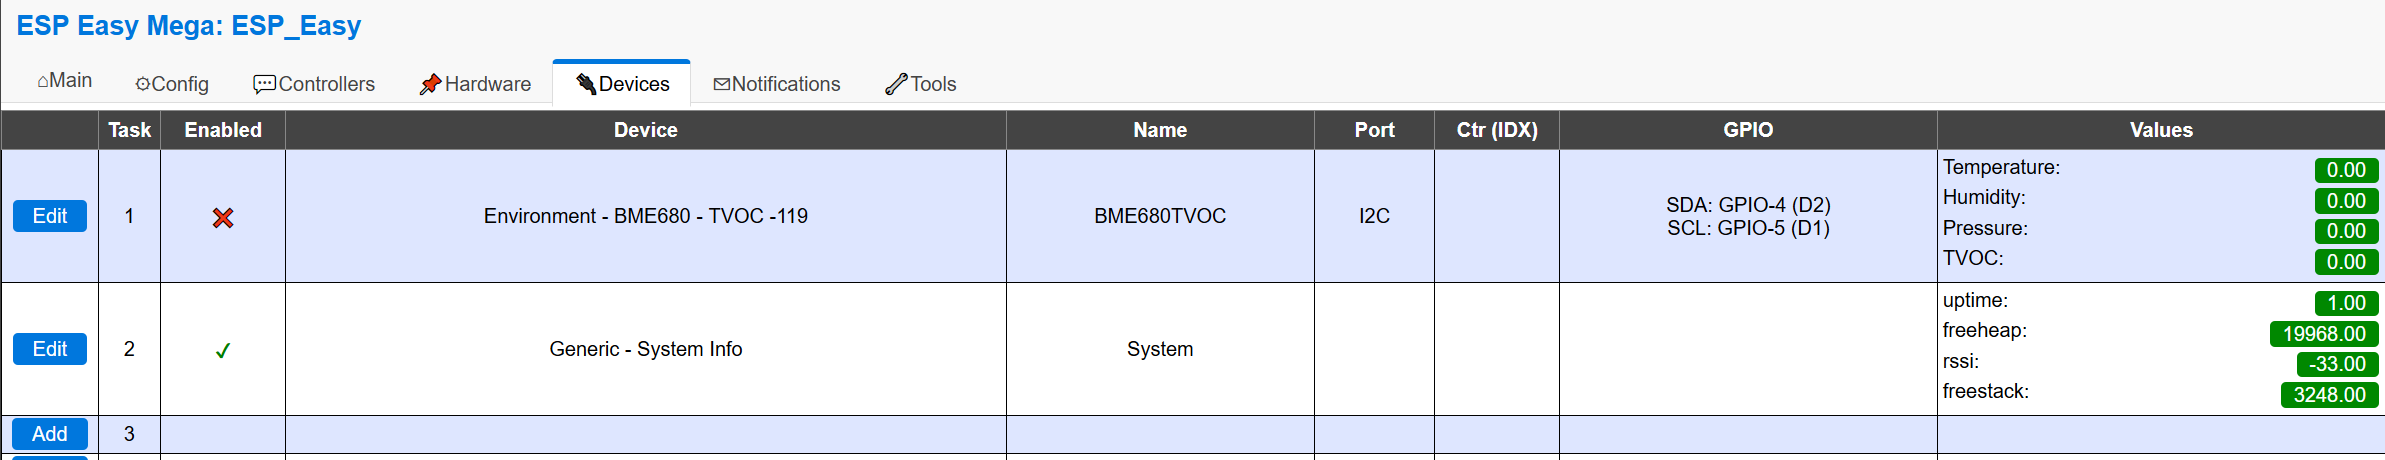 ESP Easy Mega: ESP_Easy
⌂Main ⚙Config 💬Controllers 📌Hardware 🔌Devices ✉Notifications 🔧Tools
Task Enabled Device Name Port Ctr (IDX) GPIO Values
Edit 1 ❌ Environment - BME680 - TVOC -119 BME680TVOC I2C
SDA: GPIO-4 (D2)
SCL: GPIO-5 (D1)
Temperature: 0.00
Humidity: 0.00
Pressure: 0.00
TVOC: 0.00
Edit 2 ✓ Generic - System Info System
uptime: 1.00
freeheap: 19968.00
rssi: -33.00
freestack: 3248.00
Add 3